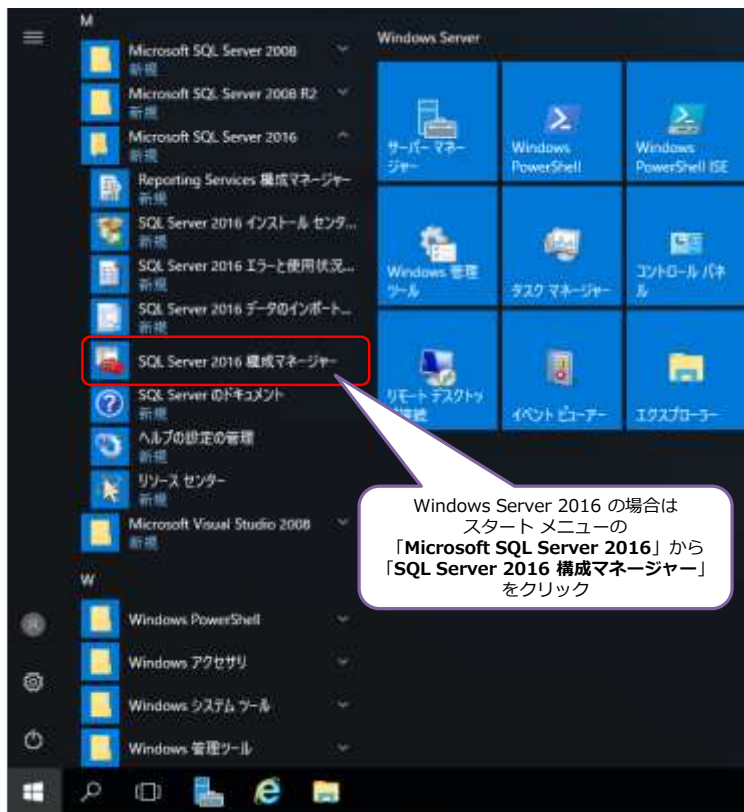 M
Microsoft SQL Server 2008
新規
Microsoft SQL Server 2008 R2
新規
Microsoft SQL Server 2016
新規
Reporting Services 構成マネージャー
新規
SQL Server 2016 インストール センタ...
新規
SQL Server 2016 エラーと使用状況...
新規
SQL Server 2016 データのインポート...
新規
SQL Server 2016 構成マネージャー
SQL Server のドキュメント
新規
ヘルプの設定の管理
新規
リソース センター
新規
Microsoft Visual Studio 2008
新規
W
Windows PowerShell
Windows アクセサリ
Windows システム ツール
Windows 管理ツール
Windows Server
サーバー マネー
ジャー
Windows
PowerShell
Windows
PowerShell ISE
Windows 管理
ツール
タスク マネージャー
コントロール パネ
ル
リモート デスクトッ
接続
イベント ビューアー
エクスプローラー
Windows Server 2016 の場合は
スタート メニューの
「Microsoft SQL Server 2016」から
「SQL Server 2016 構成マネージャー」
をクリック